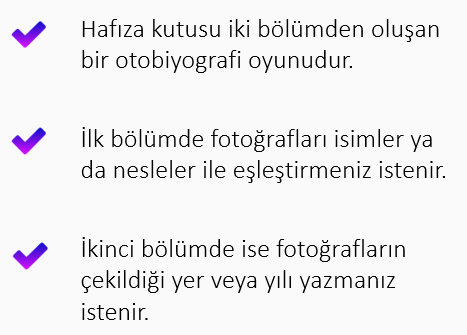 Hafıza kutusu iki bölümden oluşan
bir otobiyografi oyunudur.
İlk bölümde fotoğrafları isimler ya
da nesleler ile eşleştirmeniz istenir.
İkinci bölümde ise fotoğrafların
çekildiği yer veya yılı yazmanız
istenir.